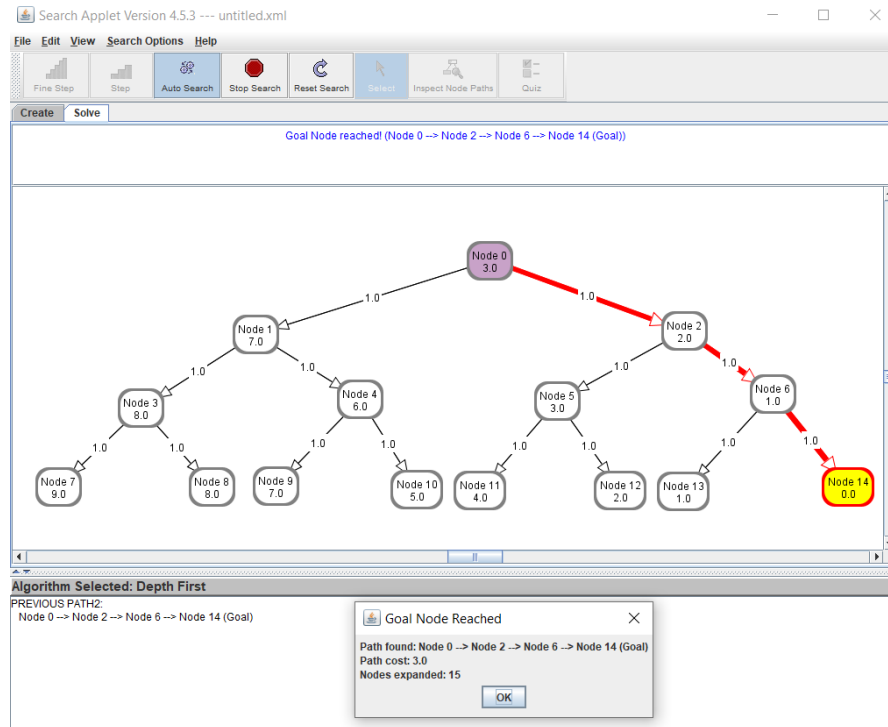 Search Applet Version 4.5.3 --- untitled.xml
File Edit View Search Options Help
Fine Step Step Auto Search Stop Search Reset Search Select Inspect Node Paths Quiz
Create Solve
Goal Node reached! (Node 0 --> Node 2 --> Node 6 --> Node 14 (Goal))
Node 0
3.0
1.0 1.0
Node 1
7.0
Node 2
2.0
1.0 1.0 1.0 1.0
Node 3
8.0
Node 4
6.0
Node 5
3.0
Node 6
1.0
1.0 1.0 1.0 1.0 1.0 1.0 1.0 1.0
Node 7
9.0
Node 8
8.0
Node 9
7.0
Node 10
5.0
Node 11
4.0
Node 12
2.0
Node 13
1.0
Node 14
0.0
Algorithm Selected: Depth First
PREVIOUS PATH2:
Node 0 --> Node 2 --> Node 6 --> Node 14 (Goal)
Goal Node Reached
Path found: Node 0 --> Node 2 --> Node 6 --> Node 14 (Goal)
Path cost: 3.0
Nodes expanded: 15
OK